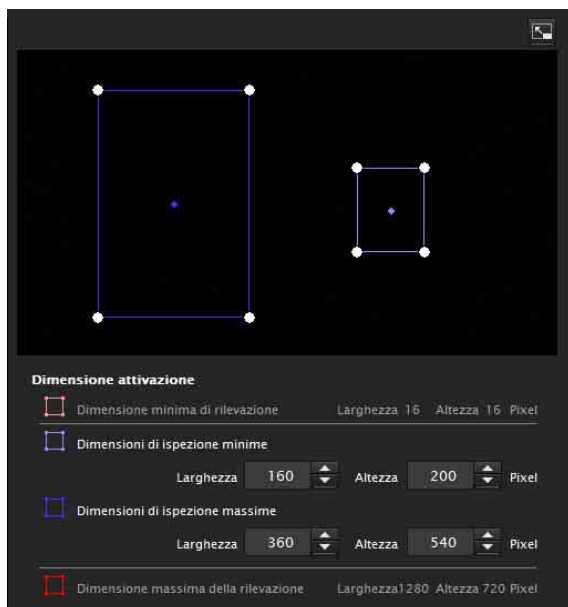 Dimensione attivazione
Dimensione minima di rilevazione Larghezza 16 Altezza 16 Pixel
Dimensioni di ispezione minime
Larghezza 160 Altezza 200 Pixel
Dimensioni di ispezione massime
Larghezza 360 Altezza 540 Pixel
Dimensione massima della rilevazione Larghezza1280 Altezza 720 Pixel